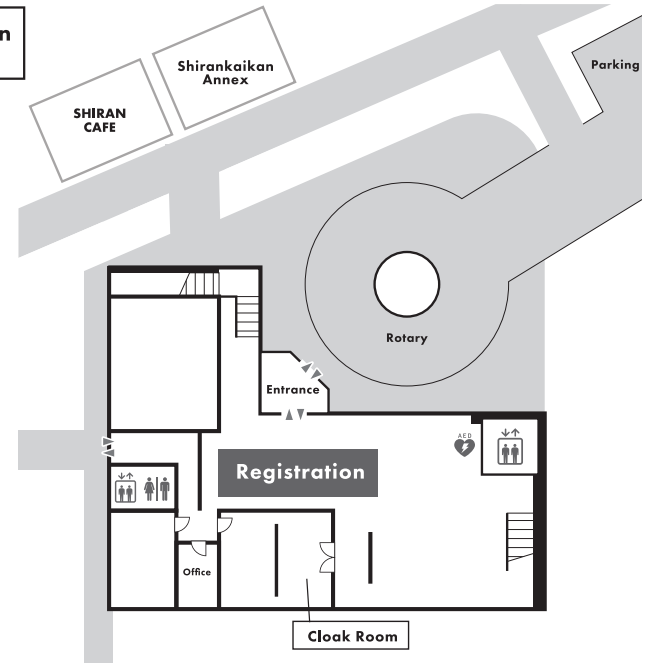 n
Shirankaikan
Annex
SHIRAN
CAFE
Parking
Rotary
Entrance
AED
Registration
Office
Cloak Room